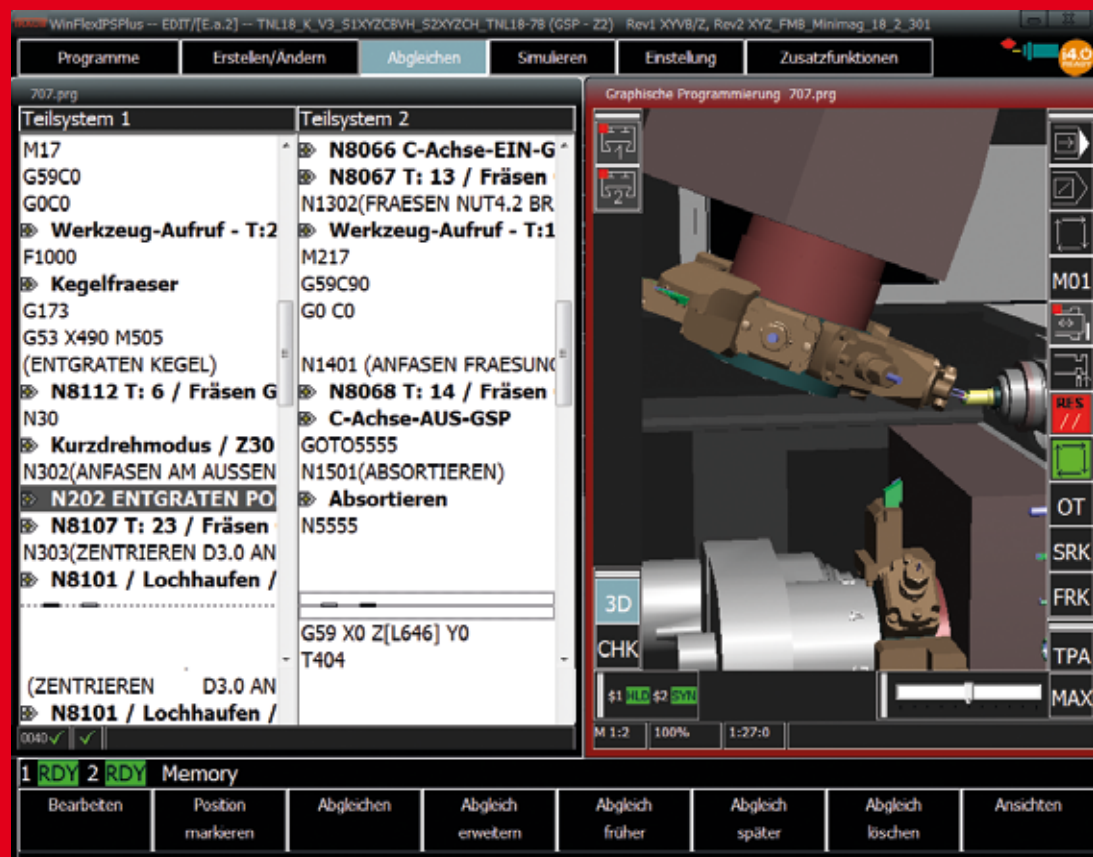 WinFlexIPSPlus -- EDIT/[E.a.2] -- TNL18_K_V3_S1XYZCBVH_S2XYZCH_TNL18-7B (GSP - Z2) Rev1 XYVB/Z, Rev2 XYZ_FMB_Minimag_18_2_301
Programme Erstellen/Ändern Abgleichen Simulieren Einstellung Zusatzfunktionen
i4.0 READY
707.prg
Teilsystem 1
M17
G59C0
G0C0
Werkzeug-Aufruf - T:2
F1000
Kegelfraeser
G173
G53 X490 M505
(ENTGRATEN KEGEL)
N8112 T: 6 / Fräsen G
N30
Kurzdrehmodus / Z30
N302(ANFASEN AM AUSSEN
N202 ENTGRATEN PO
N8107 T: 23 / Fräsen
N303(ZENTRIEREN D3.0 AN
N8101 / Lochhaufen /
(ZENTRIEREN D3.0 AN
N8101 / Lochhaufen /
0040
Teilsystem 2
N8066 C-Achse-EIN-G
N8067 T: 13 / Fräsen
N1302(FRAESEN NUT4.2 BR
Werkzeug-Aufruf - T:1
M217
G59C90
G0 C0
N1401 (ANFASEN FRAESUNG
N8068 T: 14 / Fräsen
C-Achse-AUS-GSP
GOTO5555
N1501(ABSORTIEREN)
Absortieren
N5555
G59 X0 Z[L646] Y0
T404
Graphische Programmierung 707.prg
1
2
3D
CHK
M01
RES
//
OT
SRK
FRK
TPA
MAX
$1 HLD $2 SYN
M 1:2 100% 1:27:0
1 RDY 2 RDY Memory
Bearbeiten
Position markieren
Abgleichen
Abgleich erweitern
Abgleich früher
Abgleich später
Abgleich löschen
Ansichten